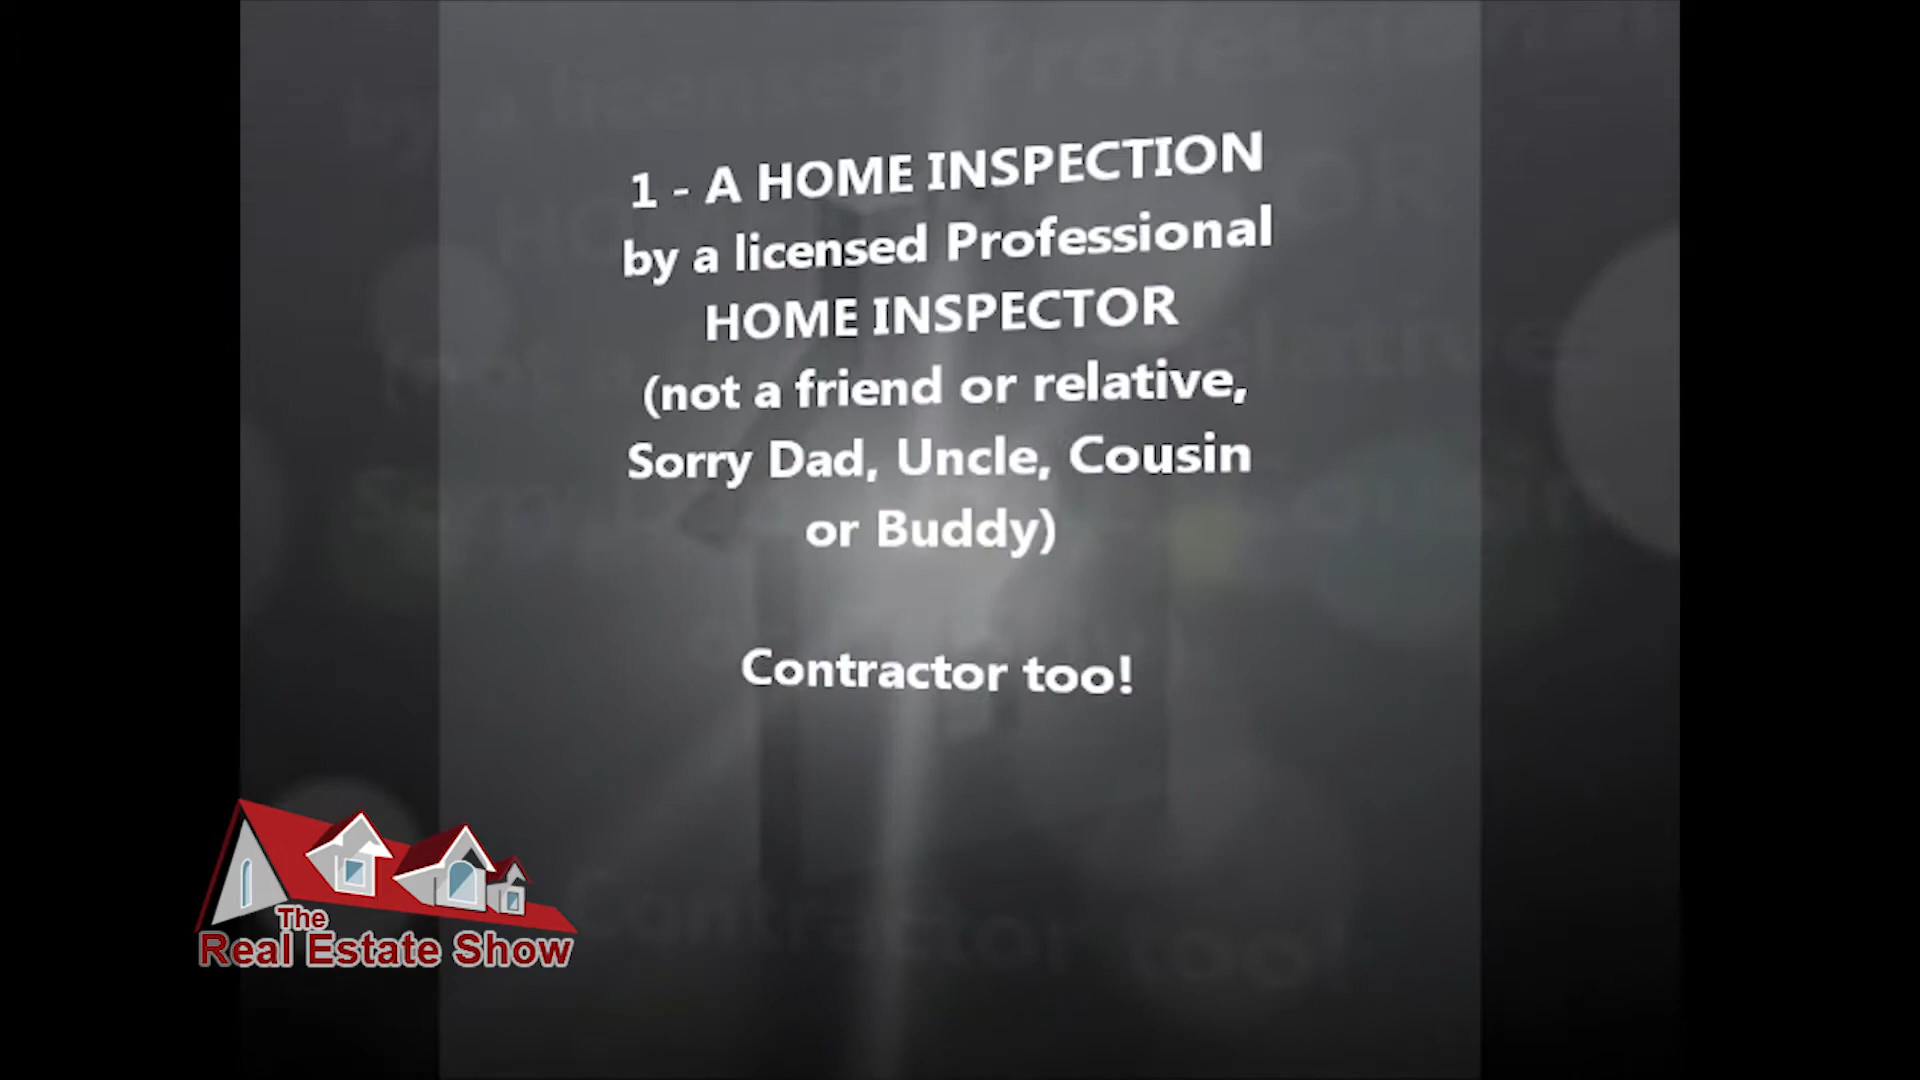 1 - A HOME INSPECTION
by a licensed Professional
HOME INSPECTOR
(not a friend or relative,
Sorry Dad, Uncle, Cousin
or Buddy)
Contractor too!
The
Real Estate Show